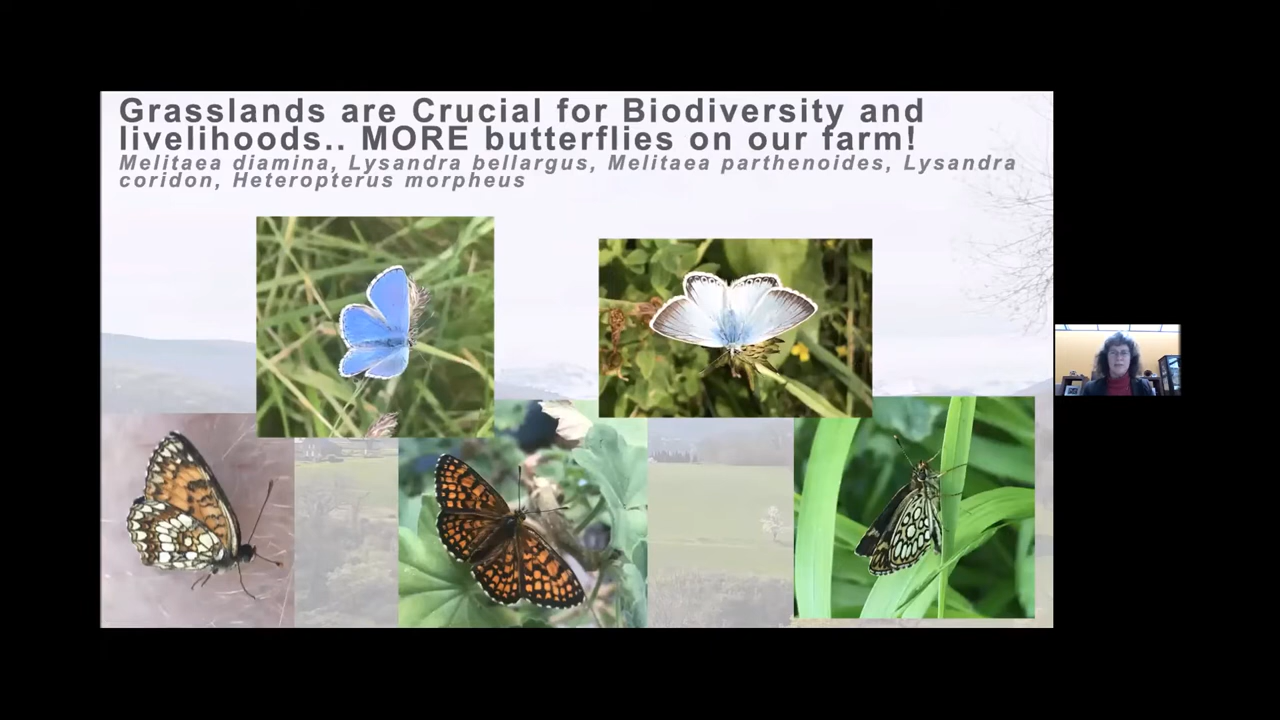 Grasslands are Crucial for Biodiversity and
livelihoods.. MORE butterflies on our farm!
Melitaea diamina, Lysandra bellargus, Melitaea parthenoides, Lysandra
coridon, Heteropterus morpheus